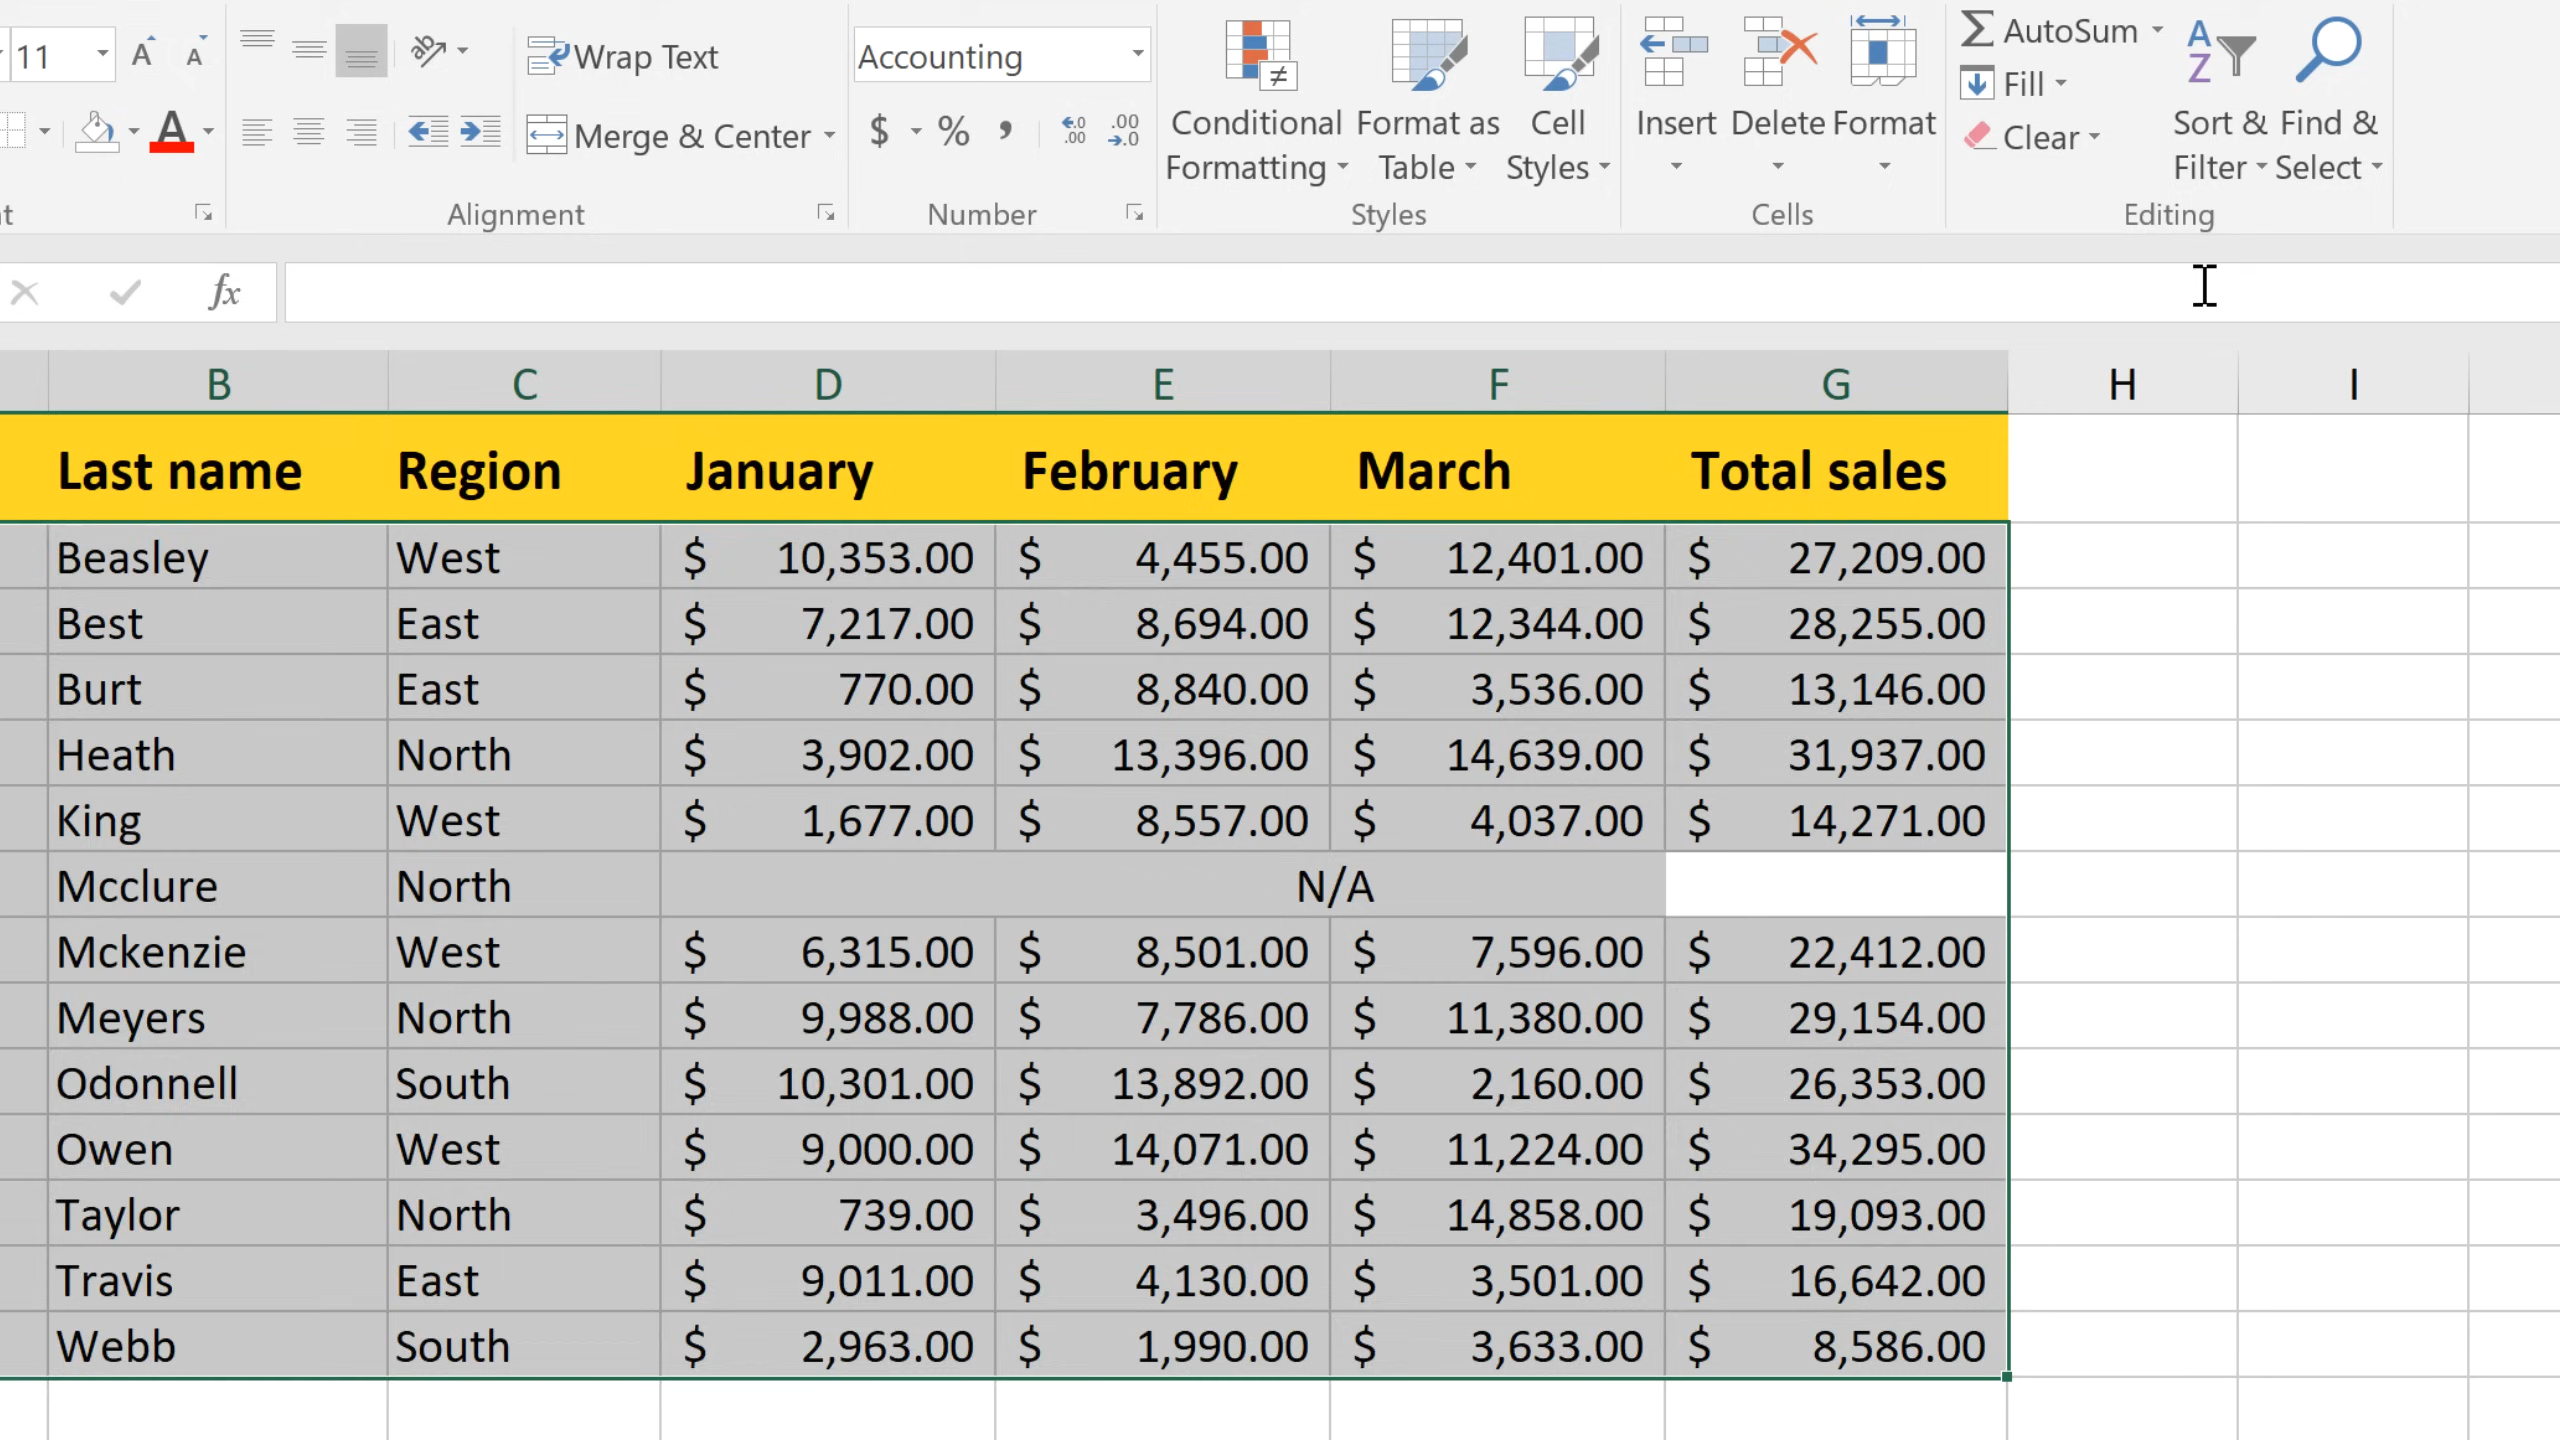 11 A A Wrap Text Accounting AutoSum
A Z Fill
A Merge & Center $ % , .0 .00 .00 .0 Conditional Formatting Format as Table Cell Styles Insert Delete Format Clear Sort & Filter Find & Select
t Alignment Number Styles Cells Editing
fx
B C D E F G H I
Last name Region January February March Total sales
Beasley West $ 10,353.00 $ 4,455.00 $ 12,401.00 $ 27,209.00
Best East $ 7,217.00 $ 8,694.00 $ 12,344.00 $ 28,255.00
Burt East $ 770.00 $ 8,840.00 $ 3,536.00 $ 13,146.00
Heath North $ 3,902.00 $ 13,396.00 $ 14,639.00 $ 31,937.00
King West $ 1,677.00 $ 8,557.00 $ 4,037.00 $ 14,271.00
Mcclure North N/A
Mckenzie West $ 6,315.00 $ 8,501.00 $ 7,596.00 $ 22,412.00
Meyers North $ 9,988.00 $ 7,786.00 $ 11,380.00 $ 29,154.00
Odonnell South $ 10,301.00 $ 13,892.00 $ 2,160.00 $ 26,353.00
Owen West $ 9,000.00 $ 14,071.00 $ 11,224.00 $ 34,295.00
Taylor North $ 739.00 $ 3,496.00 $ 14,858.00 $ 19,093.00
Travis East $ 9,011.00 $ 4,130.00 $ 3,501.00 $ 16,642.00
Webb South $ 2,963.00 $ 1,990.00 $ 3,633.00 $ 8,586.00